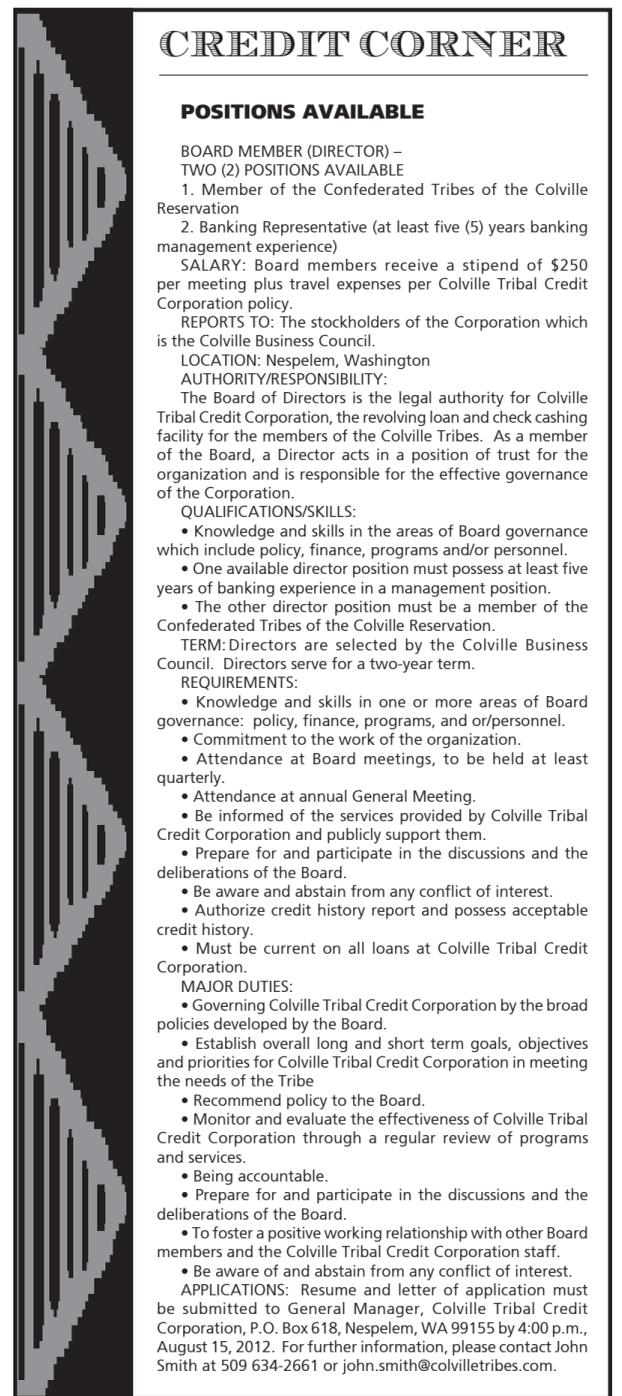 CREDIT CORNER
POSITIONS AVAILABLE
BOARD MEMBER (DIRECTOR) –
TWO (2) POSITIONS AVAILABLE
1. Member of the Confederated Tribes of the Colville
Reservation
2. Banking Representative (at least five (5) years banking
management experience)
SALARY: Board members receive a stipend of $250
per meeting plus travel expenses per Colville Tribal Credit
Corporation policy.
REPORTS TO: The stockholders of the Corporation which
is the Colville Business Council.
LOCATION: Nespelem, Washington
AUTHORITY/RESPONSIBILITY:
The Board of Directors is the legal authority for Colville
Tribal Credit Corporation, the revolving loan and check cashing
facility for the members of the Colville Tribes. As a member
of the Board, a Director acts in a position of trust for the
organization and is responsible for the effective governance
of the Corporation.
QUALIFICATIONS/SKILLS:
• Knowledge and skills in the areas of Board governance
which include policy, finance, programs and/or personnel.
• One available director position must possess at least five
years of banking experience in a management position.
• The other director position must be a member of the
Confederated Tribes of the Colville Reservation.
TERM: Directors are selected by the Colville Business
Council. Directors serve for a two-year term.
REQUIREMENTS:
• Knowledge and skills in one or more areas of Board
governance: policy, finance, programs, and or/personnel.
• Commitment to the work of the organization.
• Attendance at Board meetings, to be held at least
quarterly.
• Attendance at annual General Meeting.
• Be informed of the services provided by Colville Tribal
Credit Corporation and publicly support them.
• Prepare for and participate in the discussions and the
deliberations of the Board.
• Be aware and abstain from any conflict of interest.
• Authorize credit history report and possess acceptable
credit history.
• Must be current on all loans at Colville Tribal Credit
Corporation.
MAJOR DUTIES:
• Governing Colville Tribal Credit Corporation by the broad
policies developed by the Board.
• Establish overall long and short term goals, objectives
and priorities for Colville Tribal Credit Corporation in meeting
the needs of the Tribe
• Recommend policy to the Board.
• Monitor and evaluate the effectiveness of Colville Tribal
Credit Corporation through a regular review of programs
and services.
• Being accountable.
• Prepare for and participate in the discussions and the
deliberations of the Board.
• To foster a positive working relationship with other Board
members and the Colville Tribal Credit Corporation staff.
• Be aware of and abstain from any conflict of interest.
APPLICATIONS: Resume and letter of application must
be submitted to General Manager, Colville Tribal Credit
Corporation, P.O. Box 618, Nespelem, WA 99155 by 4:00 p.m.,
August 15, 2012. For further information, please contact John
Smith at 509 634-2661 or john.smith@colvilletribes.com.